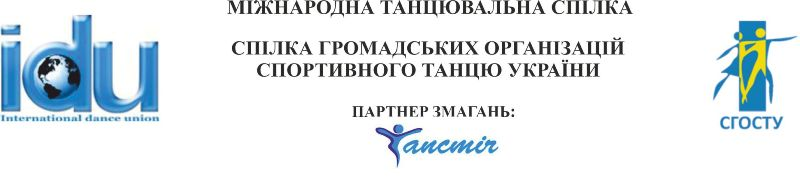 idu
International dance union
МІЖНАРОДНА ТАНЦЮВАЛЬНА СПІЛКА
СПІЛКА ГРОМАДСЬКИХ ОРГАНІЗАЦІЙ
СПОРТИВНОГО ТАНЦЮ УКРАЇНИ
ПАРТНЕР ЗМАГАНЬ:
Tancmir
СГОСТУ